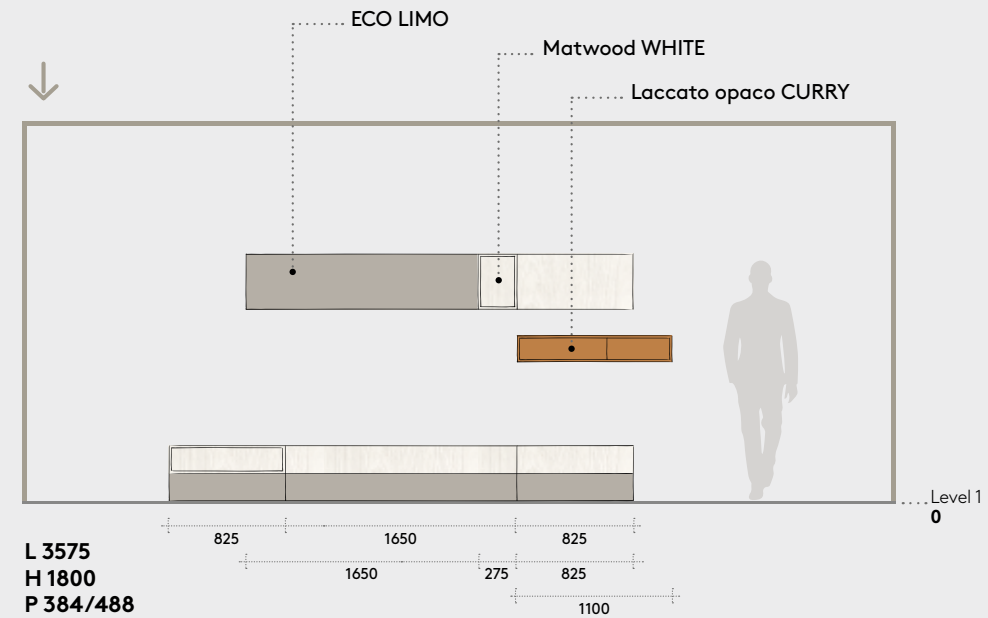 ECO LIMO
Matwood WHITE
Laccato opaco CURRY
Level 1
0
825 1650 825
1650 275 825
1100
L 3575
H 1800
P 384/488